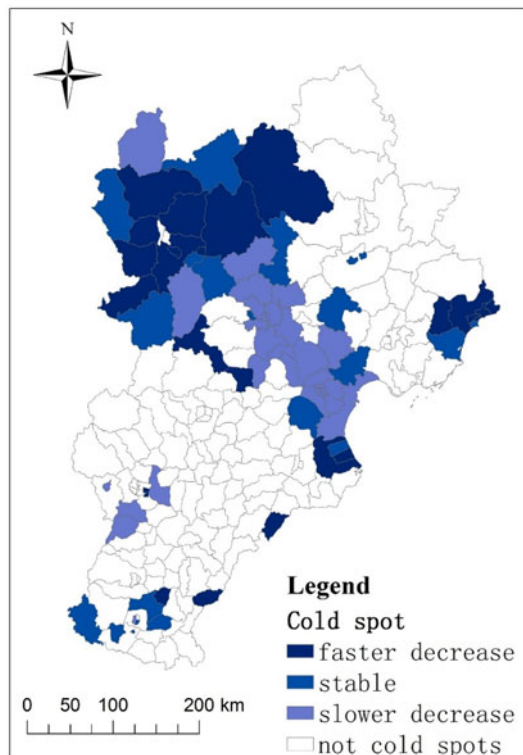 N
Legend
Cold spot
faster decrease
stable
slower decrease
not cold spots
0 50 100 200 km